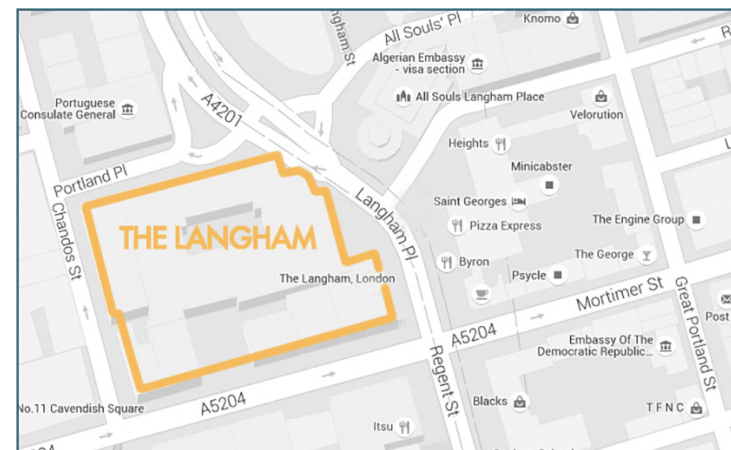 Knomo
All Souls' Pl
Langham St
Algerian Embassy
- visa section
All Souls Langham Place
Velorution
Portuguese
Consulate General
A4201
Heights
Minicabster
Portland Pl
Langham Pl
Saint Georges
Pizza Express
The Engine Group
Chandos St
THE LANGHAM
The George
Byron
Psycle
The Langham, London
Mortimer St
Great Portland St
Post
A5204
Embassy Of The
Democratic Republic...
Regent St
No.11 Cavendish Square
A5204
Blacks
TFNC
Itsu